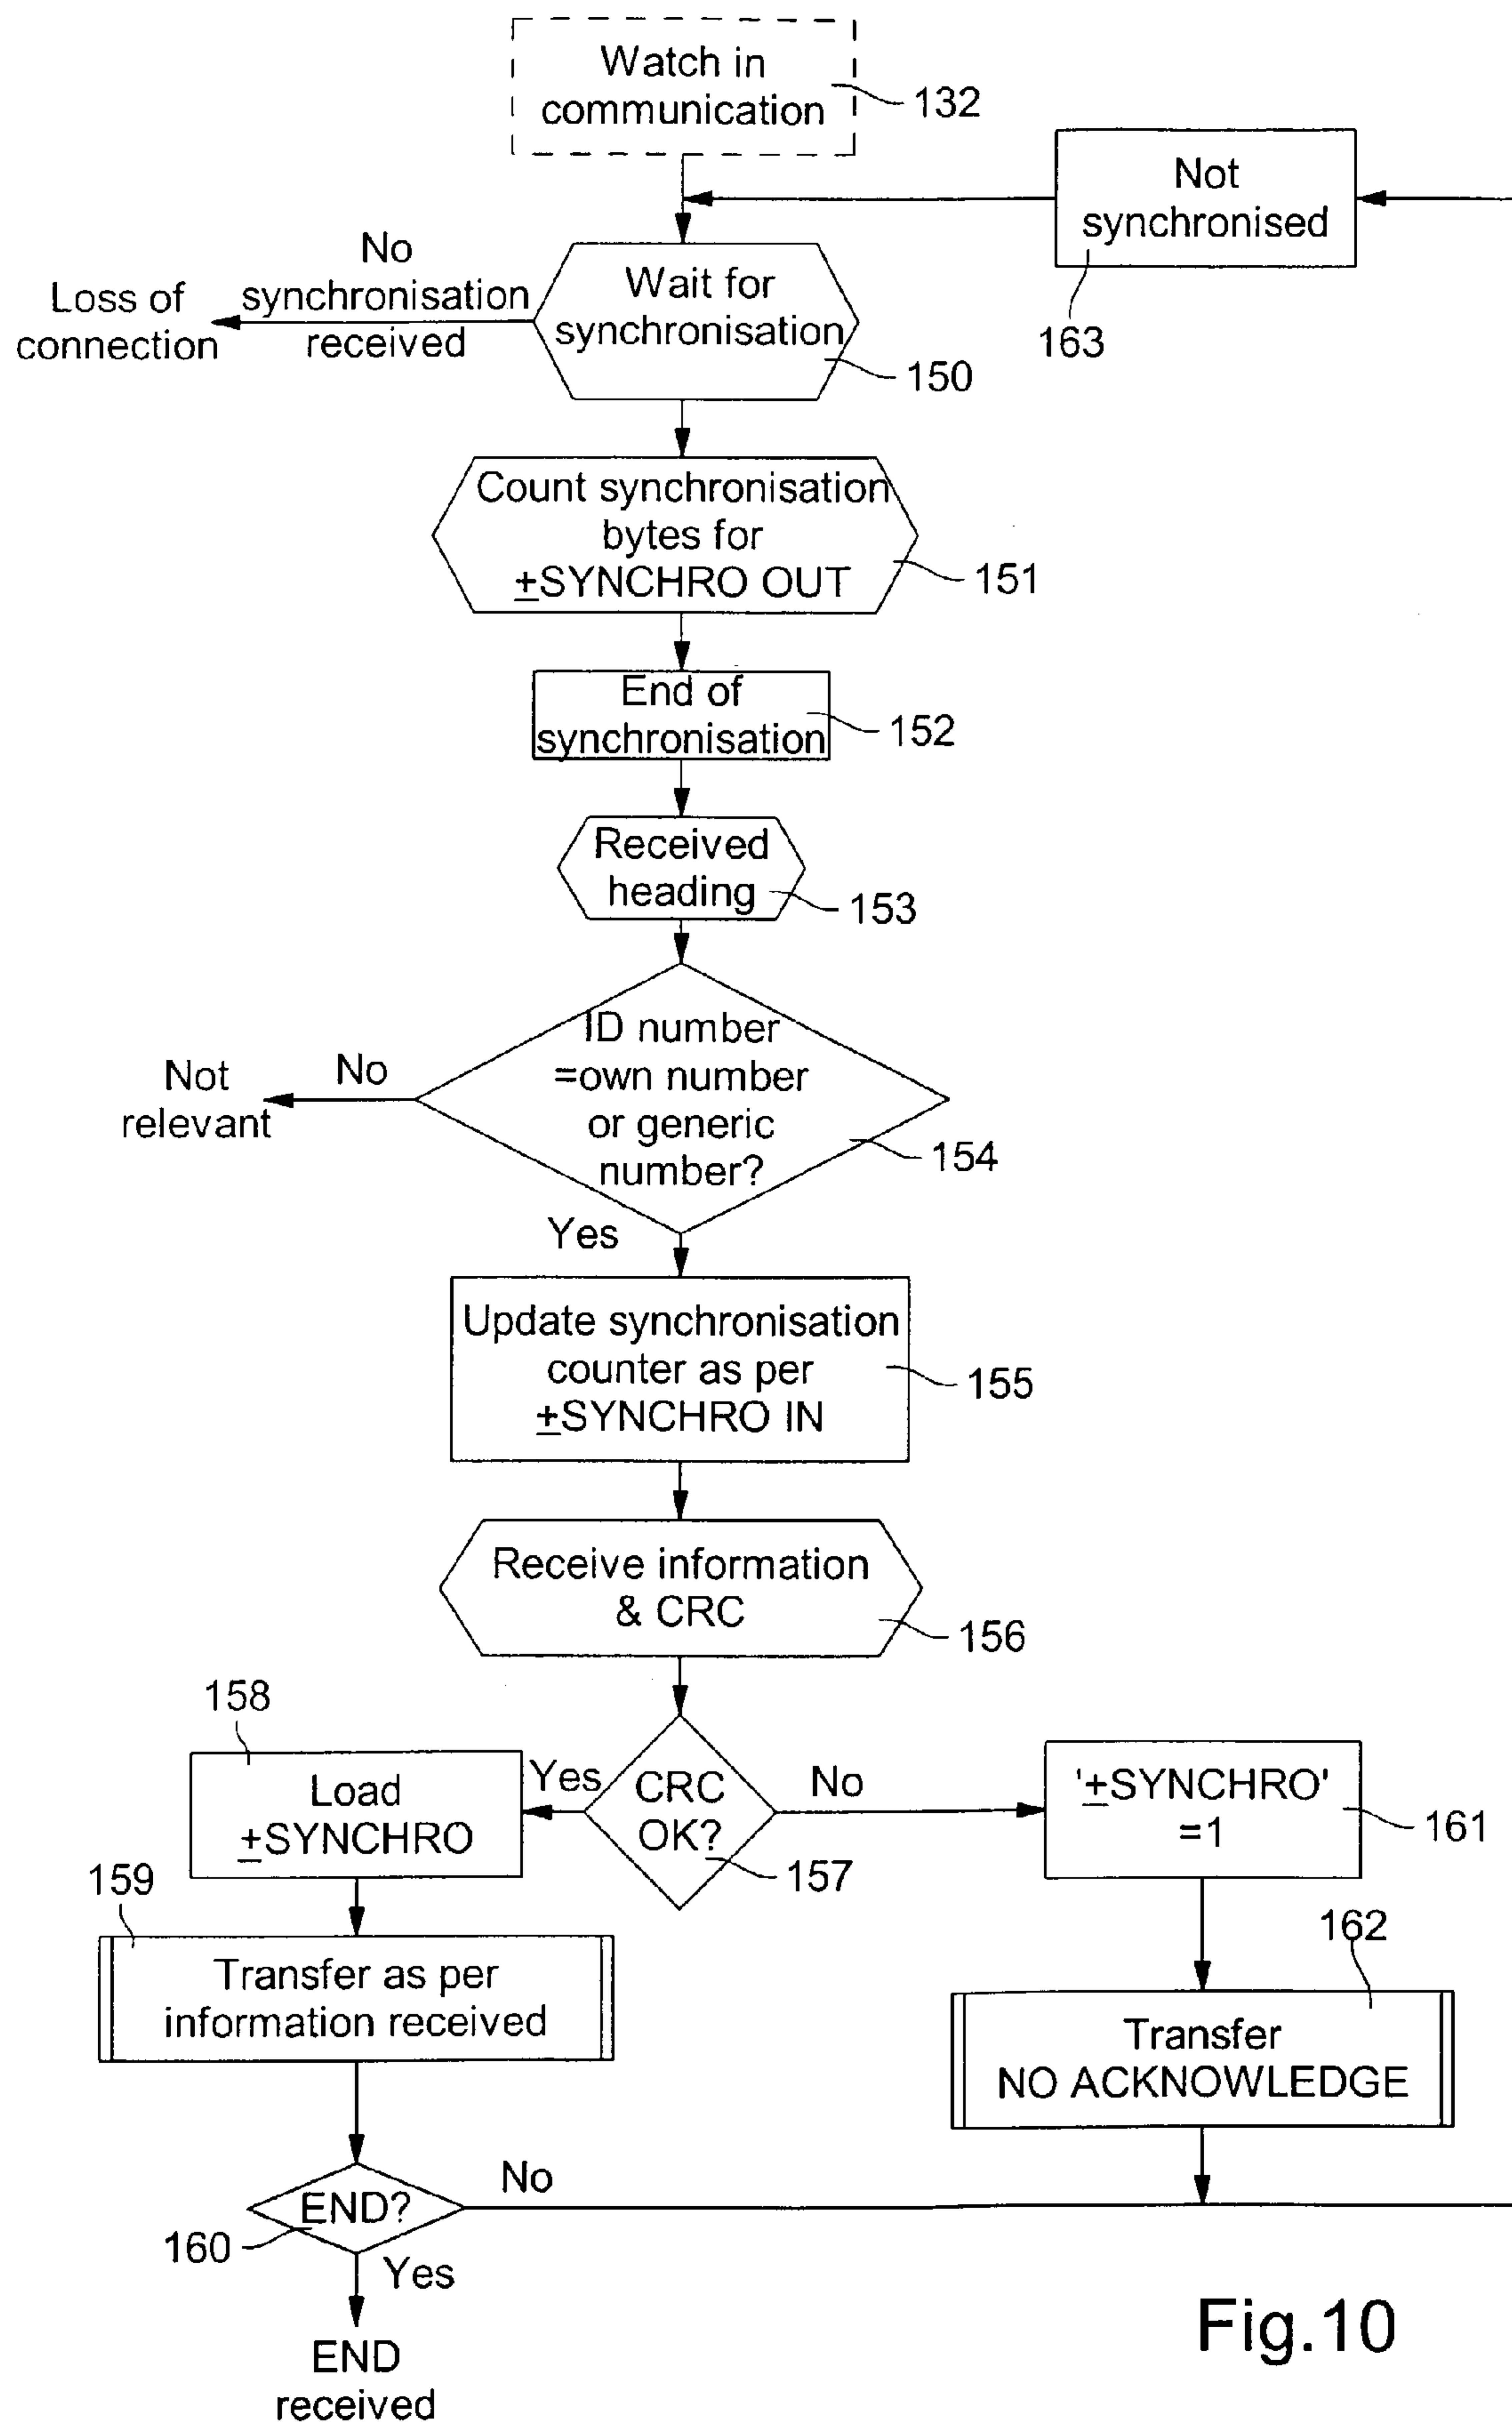 Watch in
communication
132
Not
synchronised
163
No
synchronisation
received
Loss of
connection
Wait for
synchronisation
150
Count synchronisation
bytes for
±SYNCHRO OUT
151
End of
synchronisation
152
Received
heading
153
ID number
=own number
or generic
number?
154
No
Not
relevant
Yes
Update synchronisation
counter as per
±SYNCHRO IN
155
Receive information
& CRC
156
158
Load
±SYNCHRO
Yes
CRC
OK?
157
No
'±SYNCHRO'
=1
161
159
Transfer as per
information received
162
Transfer
NO ACKNOWLEDGE
END?
160
No
Yes
END
received
Fig.10